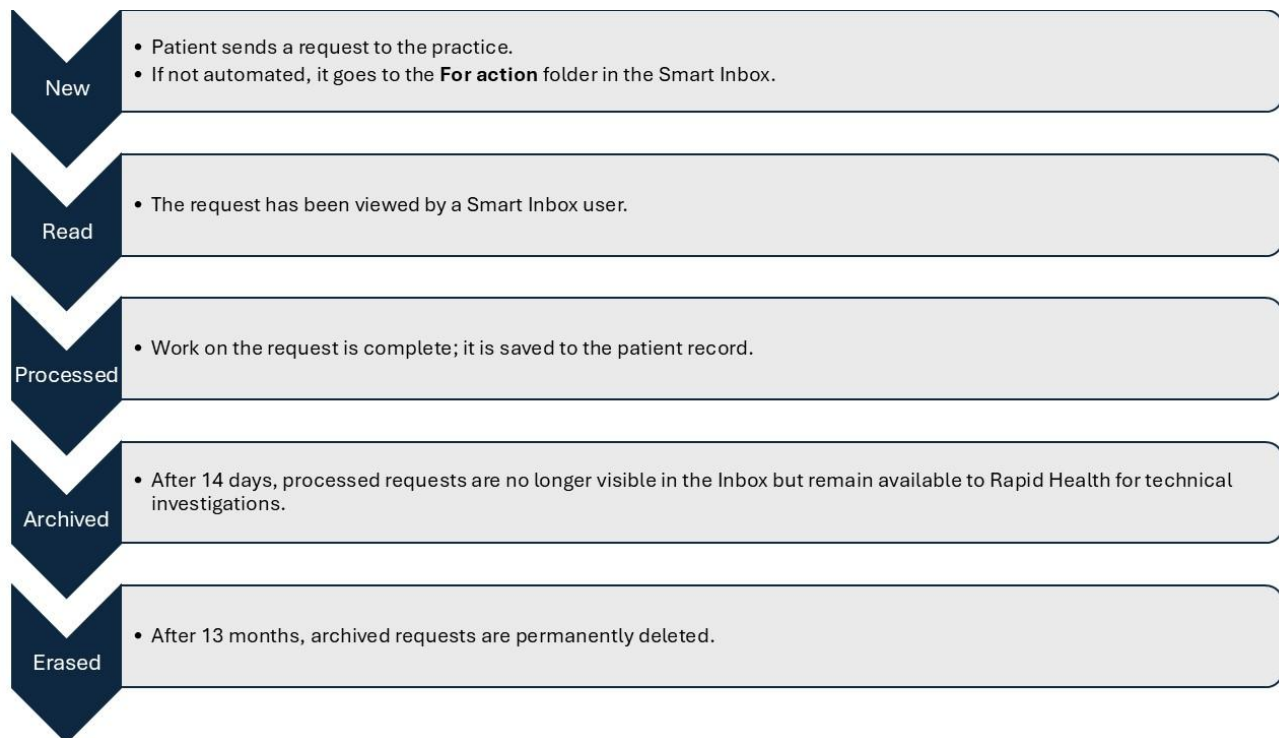 New
• Patient sends a request to the practice.
• If not automated, it goes to the For action folder in the Smart Inbox.
Read
• The request has been viewed by a Smart Inbox user.
Processed
• Work on the request is complete; it is saved to the patient record.
Archived
• After 14 days, processed requests are no longer visible in the Inbox but remain available to Rapid Health for technical
investigations.
Erased
• After 13 months, archived requests are permanently deleted.